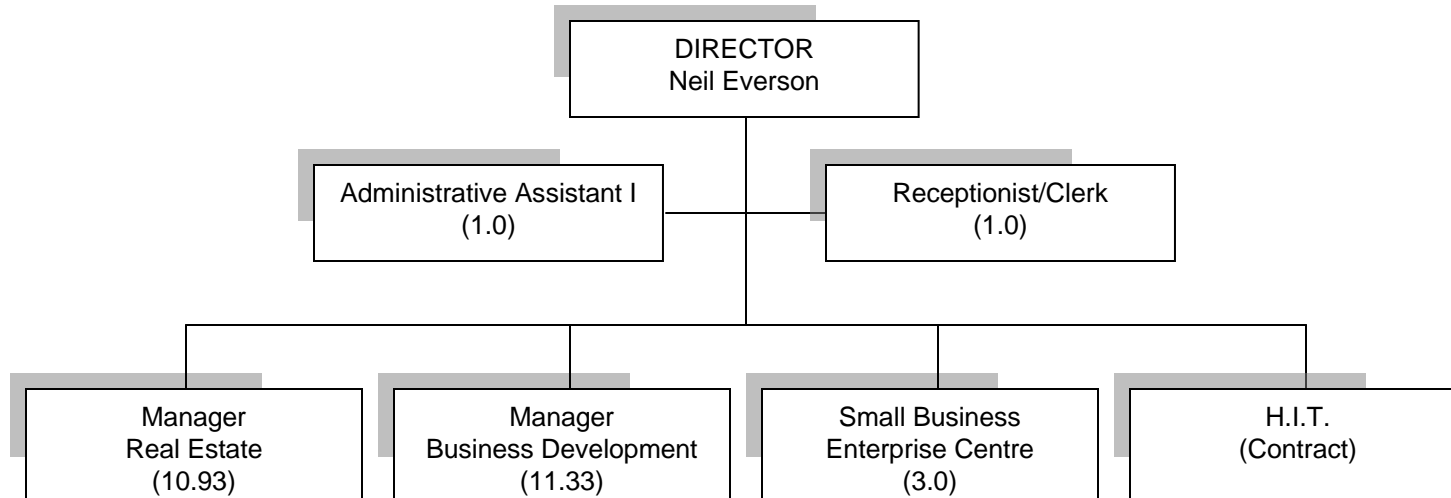 DIRECTOR
Neil Everson
Administrative Assistant I
(1.0)
Receptionist/Clerk
(1.0)
Manager
Real Estate
(10.93)
Manager
Business Development
(11.33)
Small Business
Enterprise Centre
(3.0)
H.I.T.
(Contract)